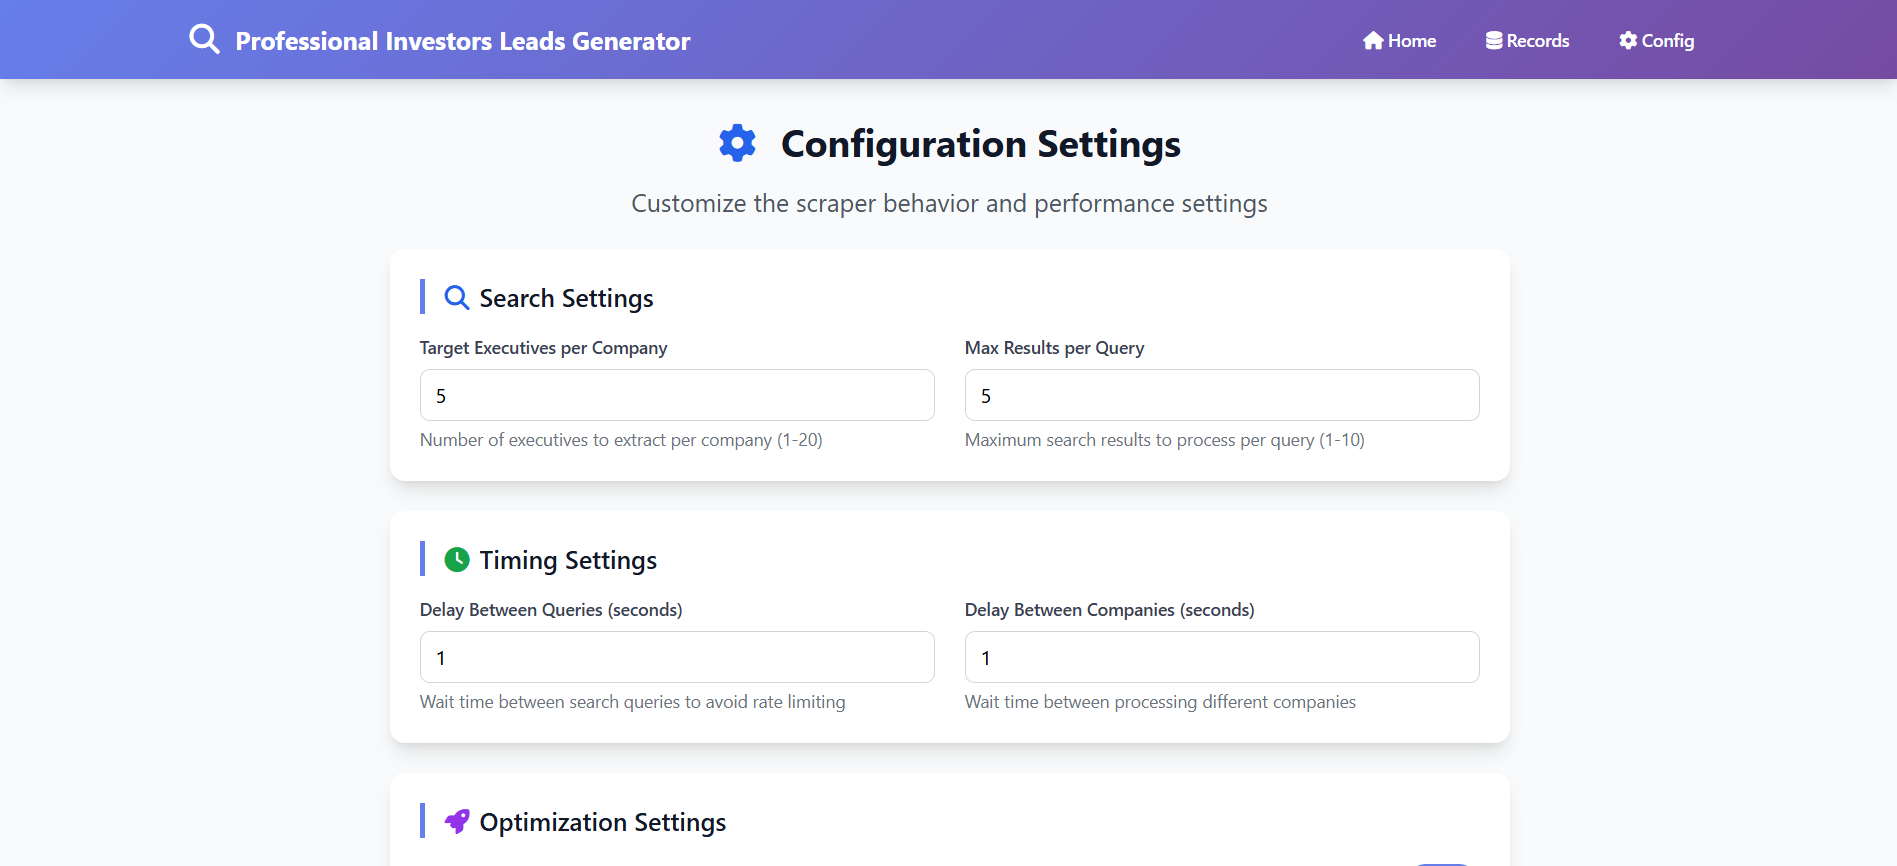 Professional Investors Leads Generator
Home
Records
Config
Configuration Settings
Customize the scraper behavior and performance settings
Search Settings
Target Executives per Company
5
Number of executives to extract per company (1-20)
Max Results per Query
5
Maximum search results to process per query (1-10)
Timing Settings
Delay Between Queries (seconds)
1
Wait time between search queries to avoid rate limiting
Delay Between Companies (seconds)
1
Wait time between processing different companies
Optimization Settings